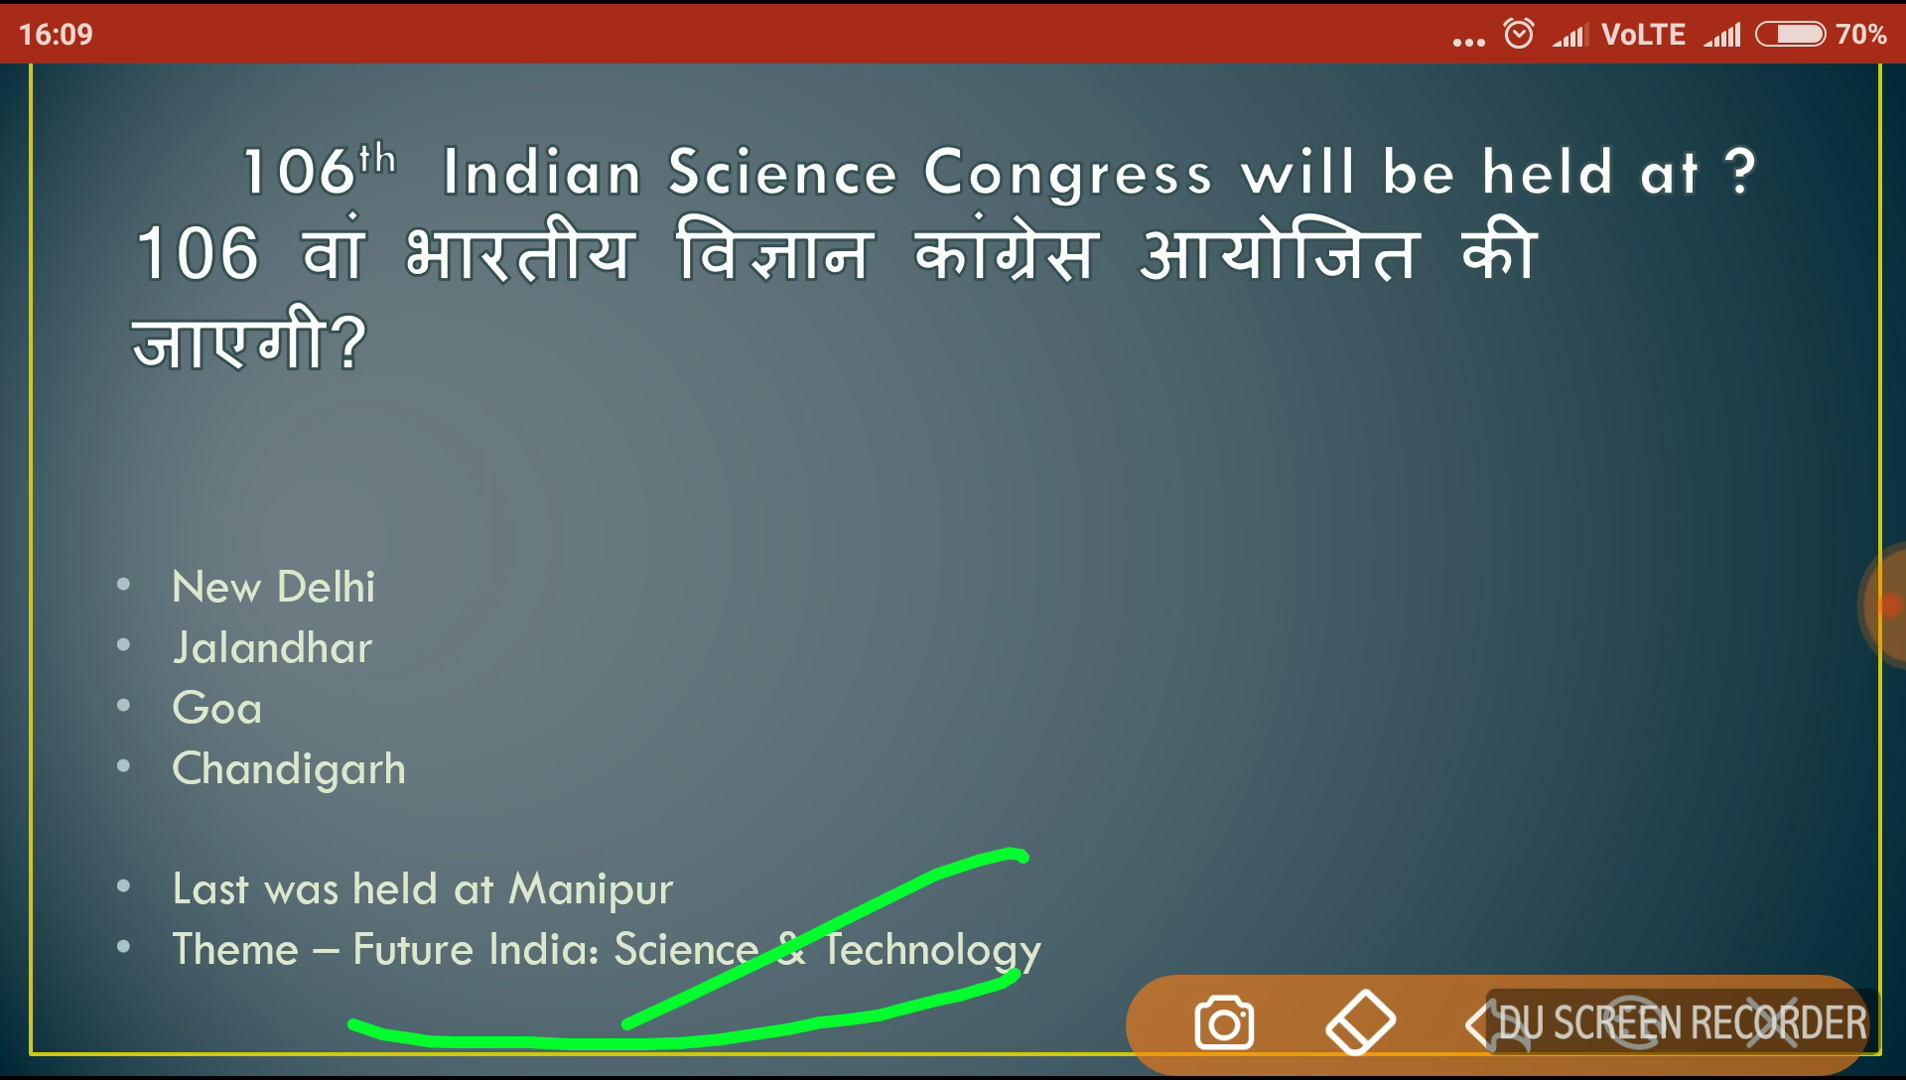 16:09
... VoLTE 70%
106th Indian Science Congress will be held at ?
106 वां भारतीय विज्ञान कांग्रेस आयोजित की
जाएगी?
• New Delhi
• Jalandhar
• Goa
• Chandigarh
• Last was held at Manipur
• Theme – Future India: Science & Technology
DU SCREEN RECORDER